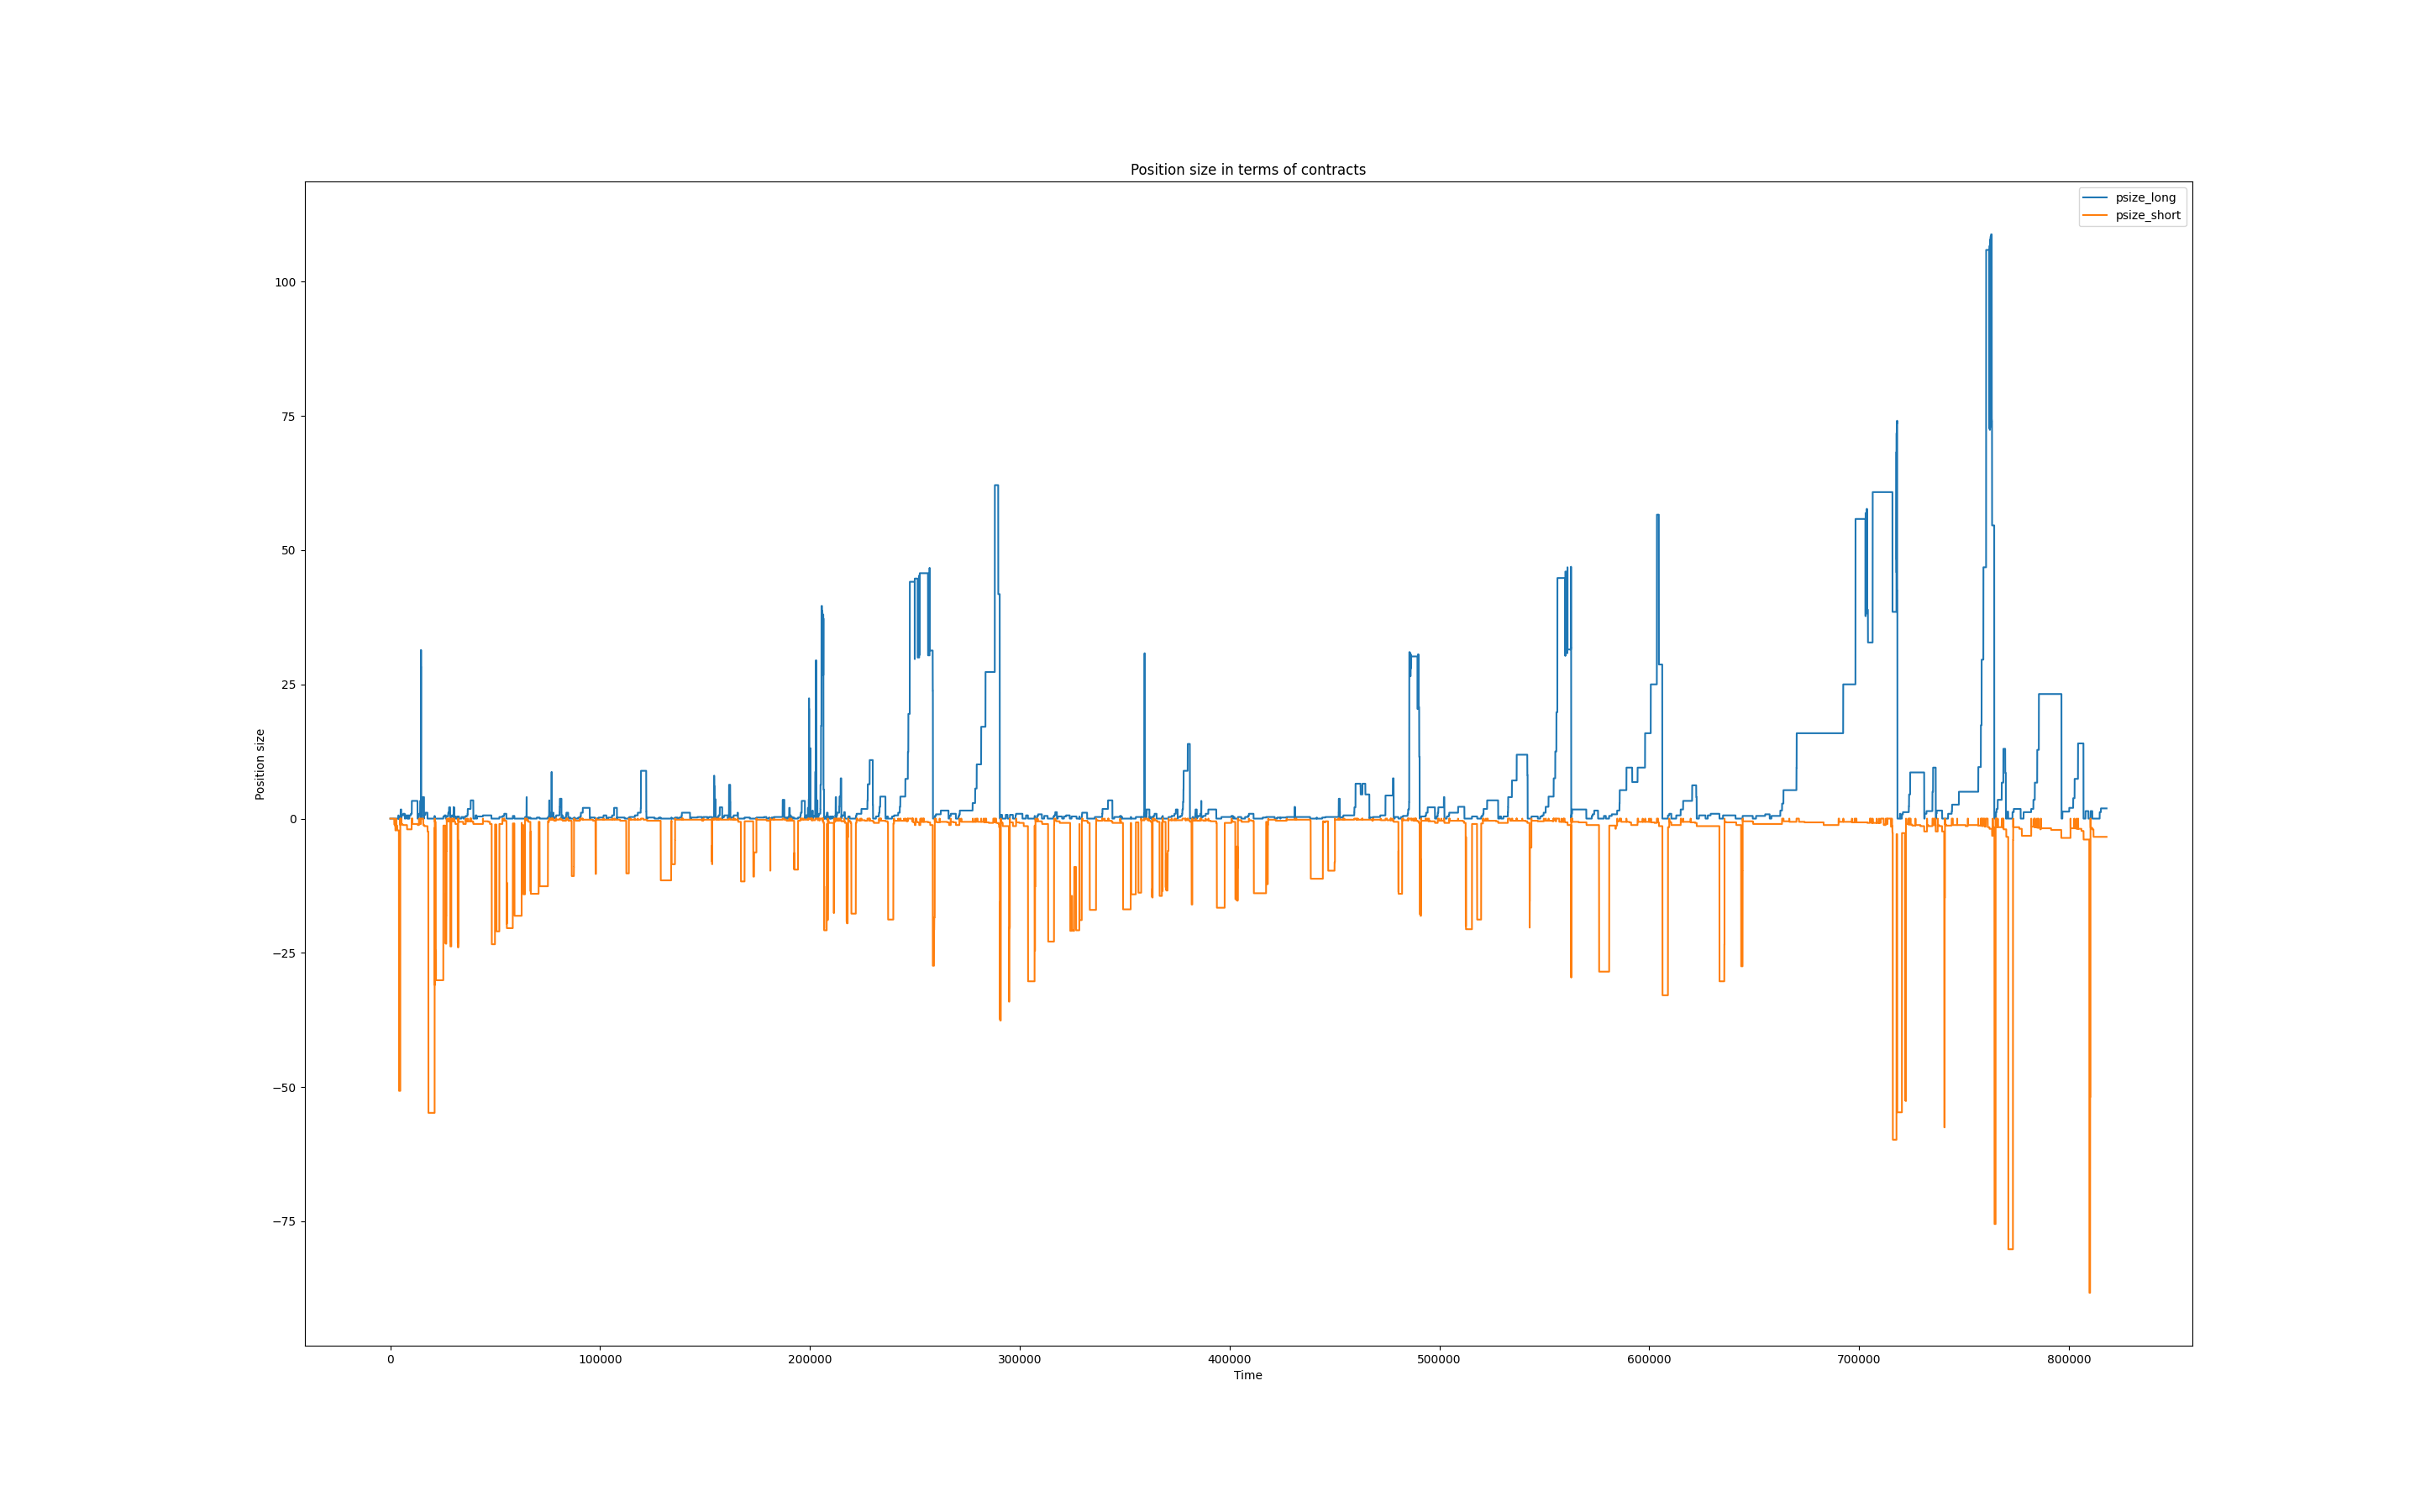 Position size in terms of contracts
psize_long
psize_short
100
75
50
25
0
−25
−50
−75
Position size
0 100000 200000 300000 400000 500000 600000 700000 800000
Time